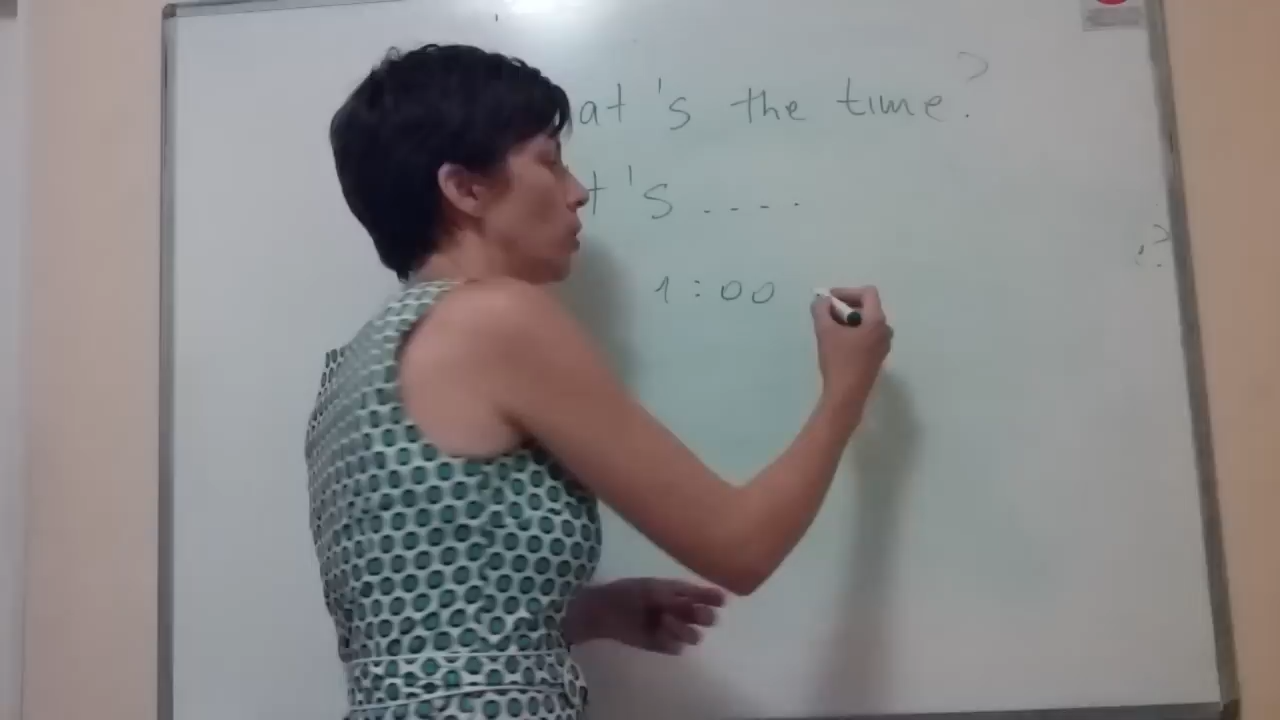 at's the time?
t's ....
1:00
?